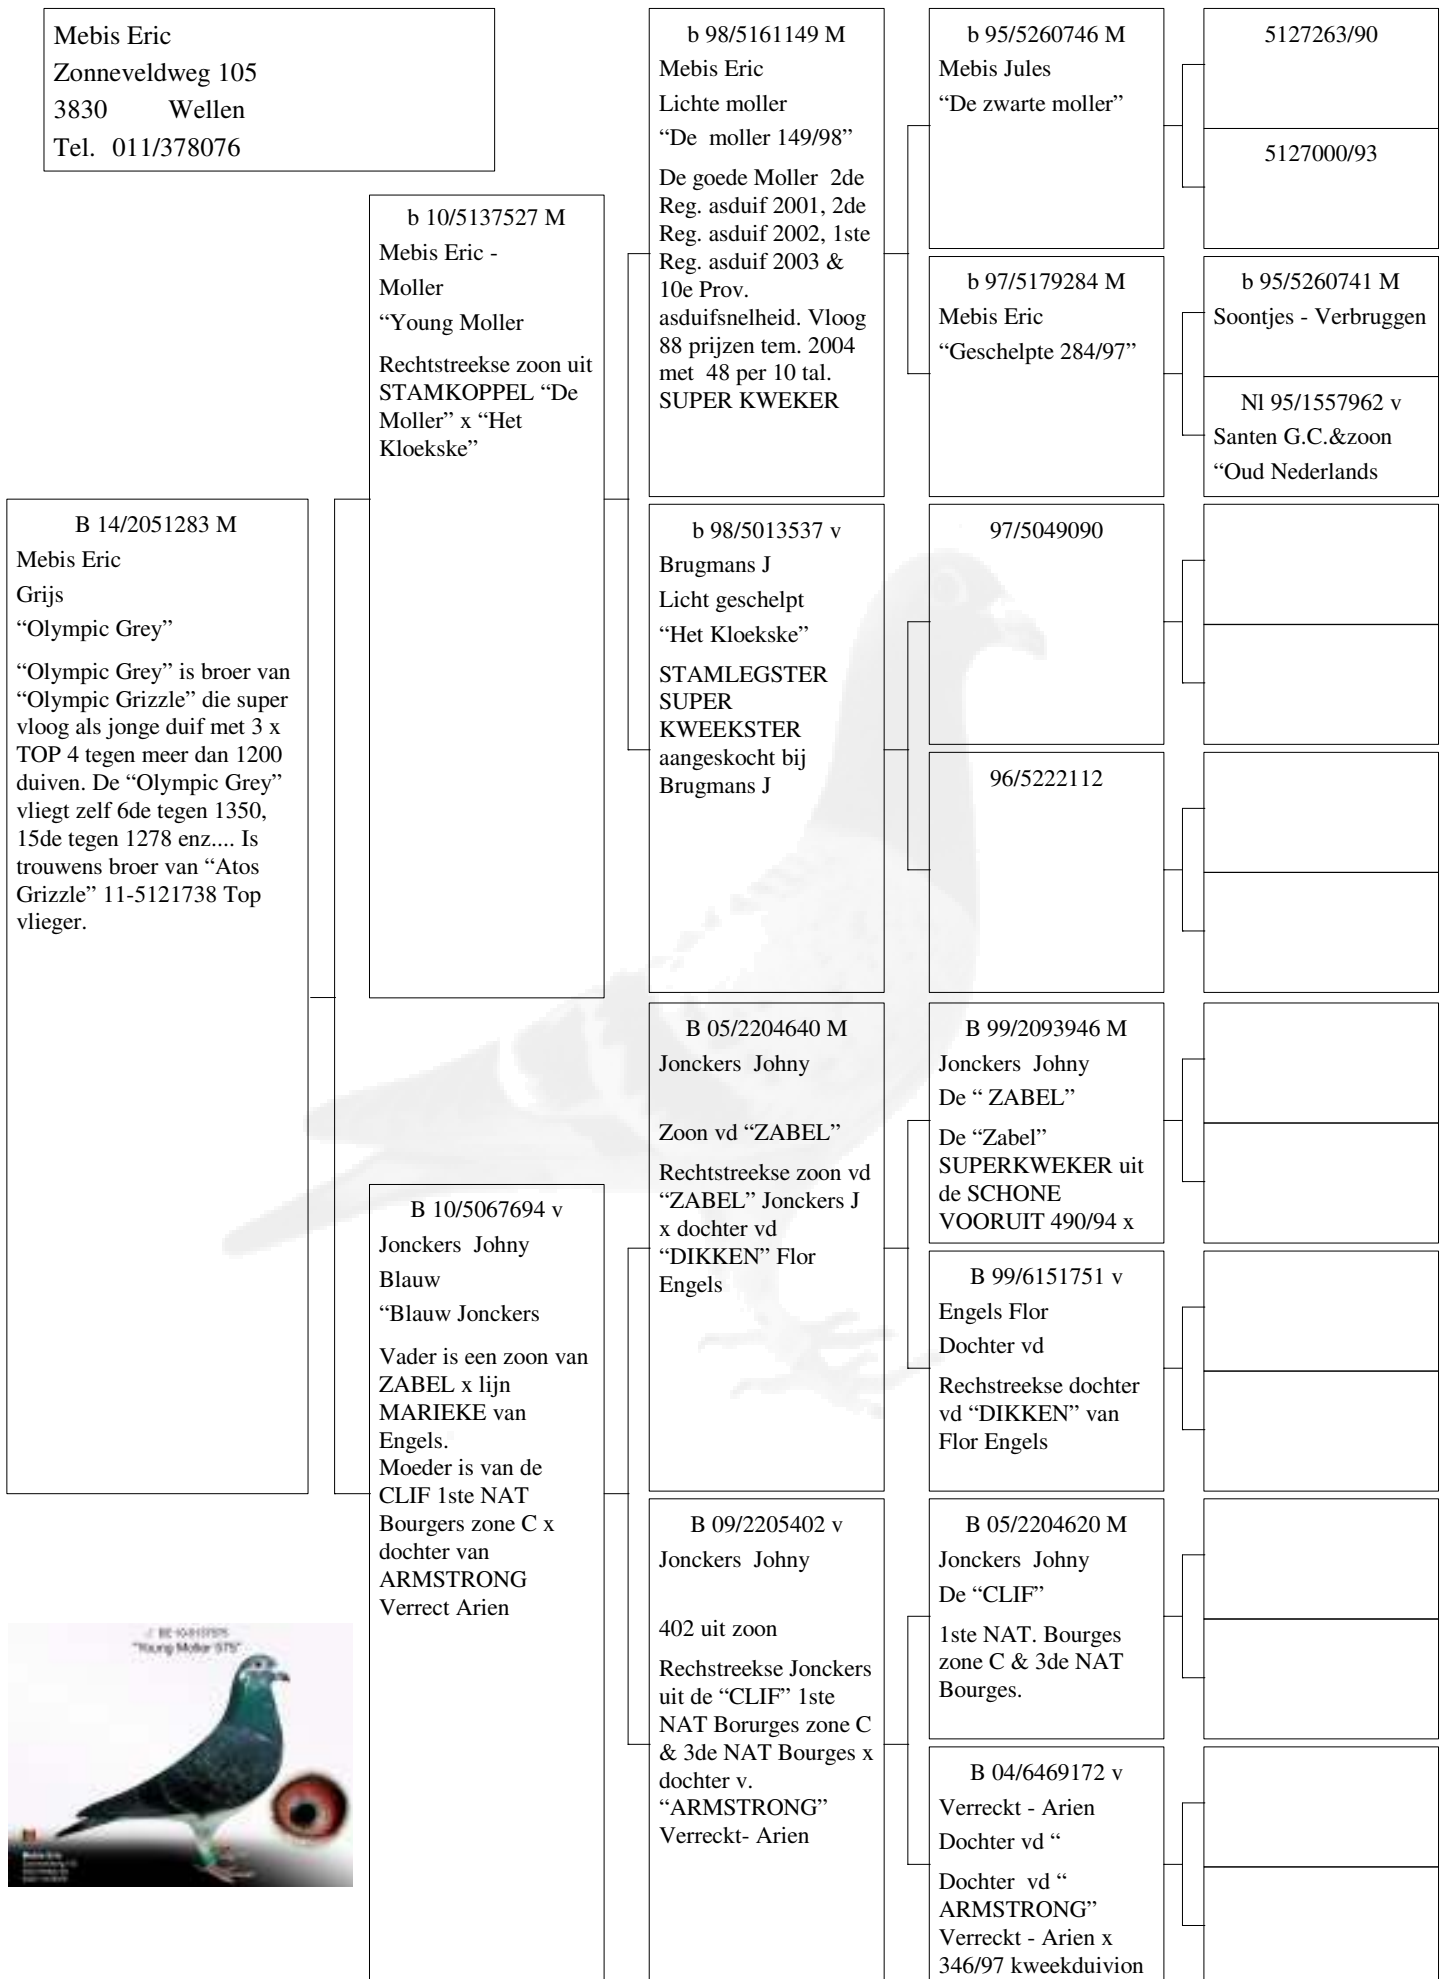 Mebis Eric
Zonneveldweg 105
3830 Wellen
Tel. 011/378076
B 14/2051283 M
Mebis Eric
Grijs
“Olympic Grey”
“Olympic Grey” is broer van
“Olympic Grizzle” die super
vloog als jonge duif met 3 x
TOP 4 tegen meer dan 1200
duiven. De “Olympic Grey”
vliegt zelf 6de tegen 1350,
15de tegen 1278 enz.... Is
trouwens broer van “Atos
Grizzle” 11-5121738 Top
vlieger.
b 10/5137527 M
Mebis Eric -
Moller
“Young Moller
Rechtstreekse zoon uit
STAMKOPPEL “De
Moller” x “Het
Kloekske”
B 10/5067694 v
Jonckers Johny
Blauw
“Blauw Jonckers
Vader is een zoon van
ZABEL x lijn
MARIEKE van
Engels.
Moeder is van de
CLIF 1ste NAT
Bourgers zone C x
dochter van
ARMSTRONG
Verrect Arien
b 98/5161149 M
Mebis Eric
Lichte moller
“De moller 149/98”
De goede Moller 2de
Reg. asduif 2001, 2de
Reg. asduif 2002, 1ste
Reg. asduif 2003 &
10e Prov.
asduifsnelheid. Vloog
88 prijzen tem. 2004
met 48 per 10 tal.
SUPER KWEKER
b 98/5013537 v
Brugmans J
Licht geschelpt
“Het Kloekske”
STAMLEGSTER
SUPER
KWEEKSTER
aangeskocht bij
Brugmans J
B 05/2204640 M
Jonckers Johny
Zoon vd “ZABEL”
Rechtstreekse zoon vd
“ZABEL” Jonckers J
x dochter vd
“DIKKEN” Flor
Engels
B 09/2205402 v
Jonckers Johny
402 uit zoon
Rechstreekse Jonckers
uit de “CLIF” 1ste
NAT Borurges zone C
& 3de NAT Bourges x
dochter v.
“ARMSTRONG”
Verreckt- Arien
b 95/5260746 M
Mebis Jules
“De zwarte moller”
b 97/5179284 M
Mebis Eric
“Geschelpte 284/97”
97/5049090
96/5222112
B 99/2093946 M
Jonckers Johny
De “ ZABEL”
De “Zabel”
SUPERKWEKER uit
de SCHONE
VOORUIT 490/94 x
B 99/6151751 v
Engels Flor
Dochter vd
Rechstreekse dochter
vd “DIKKEN” van
Flor Engels
B 05/2204620 M
Jonckers Johny
De “CLIF”
1ste NAT. Bourges
zone C & 3de NAT
Bourges.
B 04/6469172 v
Verreckt - Arien
Dochter vd “
Dochter vd “
ARMSTRONG”
Verreckt - Arien x
346/97 kweekduivion
5127263/90
5127000/93
b 95/5260741 M
Soontjes - Verbruggen
Nl 95/1557962 v
Santen G.C.&zoon
“Oud Nederlands
"Young Moller 575"
Mebis Eric